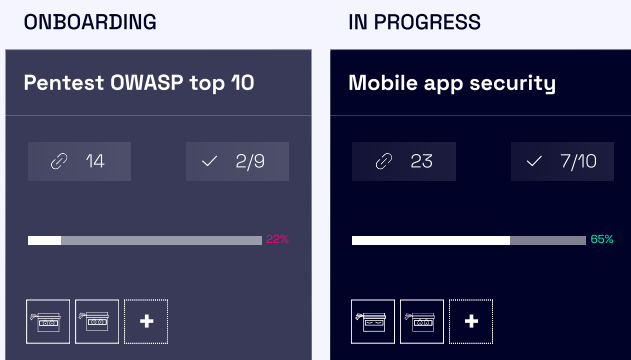 ONBOARDING
Pentest OWASP top 10
14
2/9
22%
IN PROGRESS
Mobile app security
23
7/10
65%